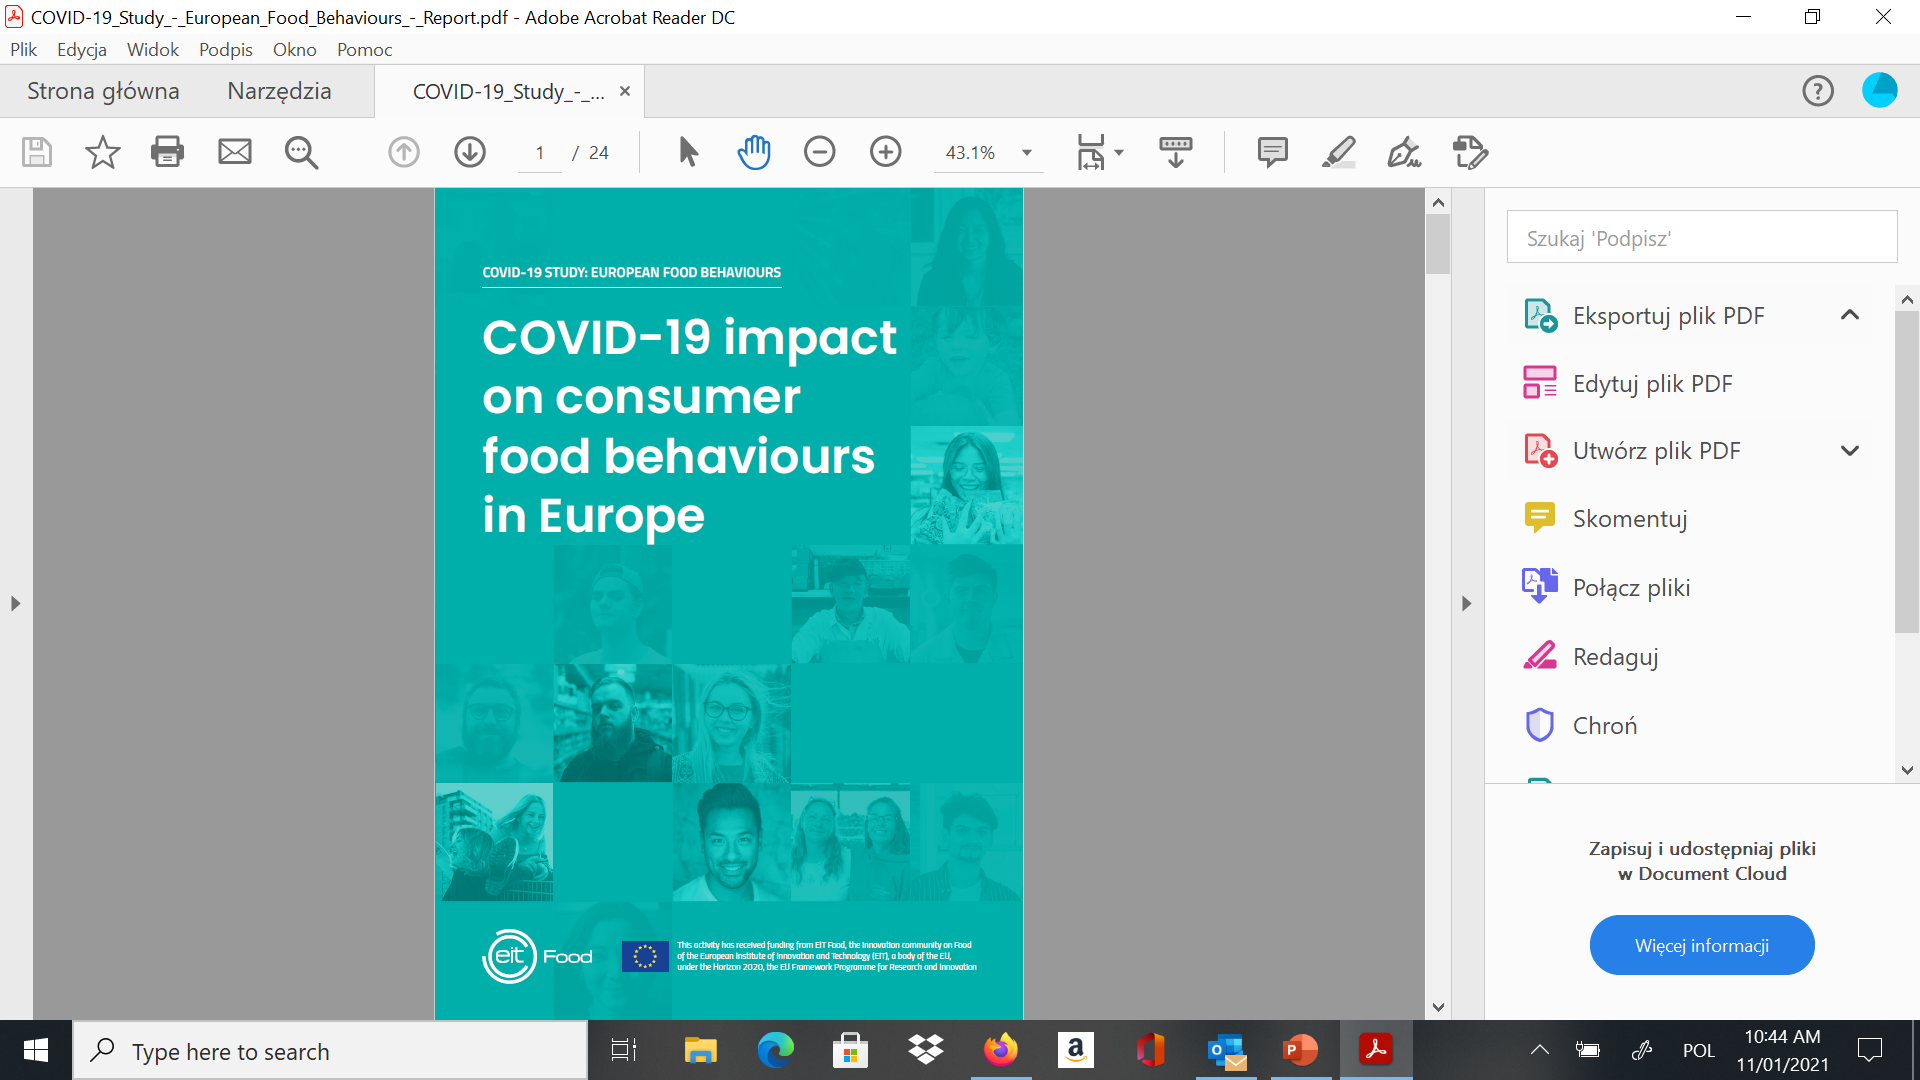 COVID-19_Study_-_European_Food_Behaviours_-_Report.pdf - Adobe Acrobat Reader DC
Plik Edycja Widok Podpis Okno Pomoc
Strona główna Narzędzia COVID-19_Study_-_... ×
1 / 24 43.1%
COVID-19 STUDY: EUROPEAN FOOD BEHAVIOURS
COVID-19 impact
on consumer
food behaviours
in Europe
eit Food
This activity has received funding from EIT Food, the innovation community on Food
of the European Institute of Innovation and Technology (EIT), a body of the EU,
under the Horizon 2020, the EU Framework Programme for Research and Innovation
Szukaj 'Podpisz'
Eksportuj plik PDF
Edytuj plik PDF
Utwórz plik PDF
Skomentuj
Połącz pliki
Redaguj
Chroń
Zapisuj i udostępniaj pliki
w Document Cloud
Więcej informacji
Type here to search
POL
10:44 AM
11/01/2021